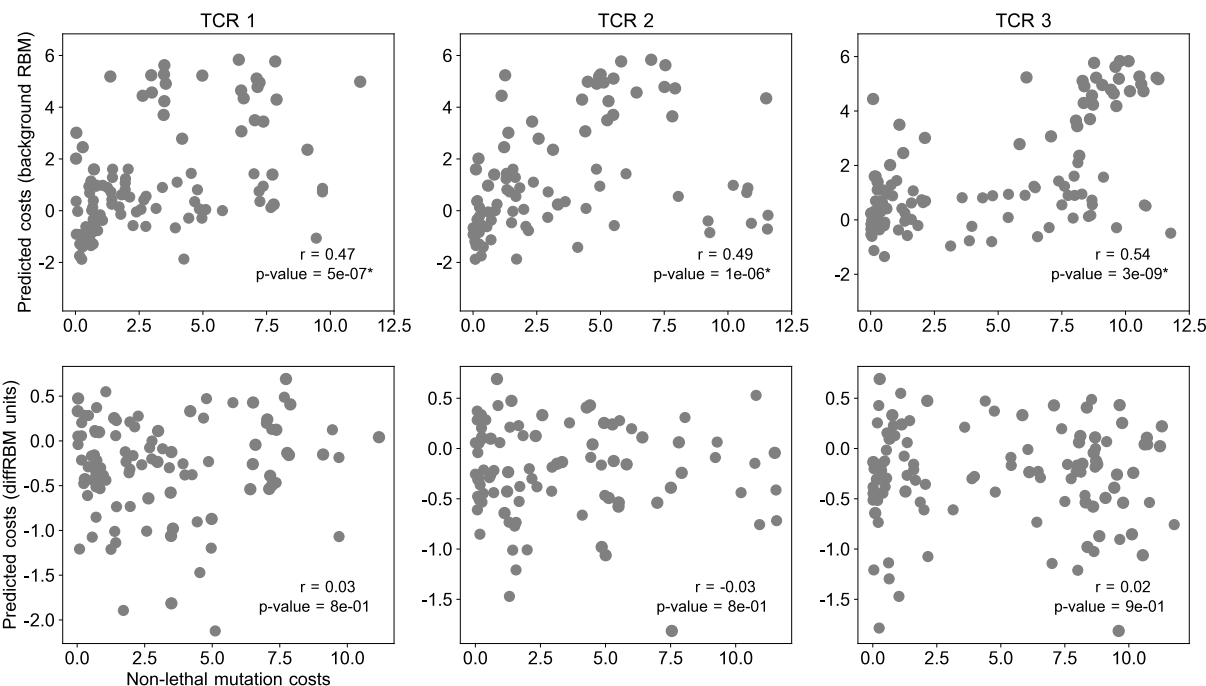 TCR 1
TCR 2
TCR 3
Predicted costs (background RBM)
6
4
2
0
-2
r = 0.47
p-value = 5e-07*
0.0 2.5 5.0 7.5 10.0 12.5
6
4
2
0
-2
r = 0.49
p-value = 1e-06*
0.0 2.5 5.0 7.5 10.0 12.5
6
4
2
0
-2
r = 0.54
p-value = 3e-09*
0.0 2.5 5.0 7.5 10.0 12.5
Predicted costs (diffRBM units)
0.5
0.0
-0.5
-1.0
-1.5
-2.0
r = 0.03
p-value = 8e-01
0.0 2.5 5.0 7.5 10.0
Non-lethal mutation costs
0.5
0.0
-0.5
-1.0
-1.5
r = -0.03
p-value = 8e-01
0.0 2.5 5.0 7.5 10.0
0.5
0.0
-0.5
-1.0
-1.5
r = 0.02
p-value = 9e-01
0.0 2.5 5.0 7.5 10.0